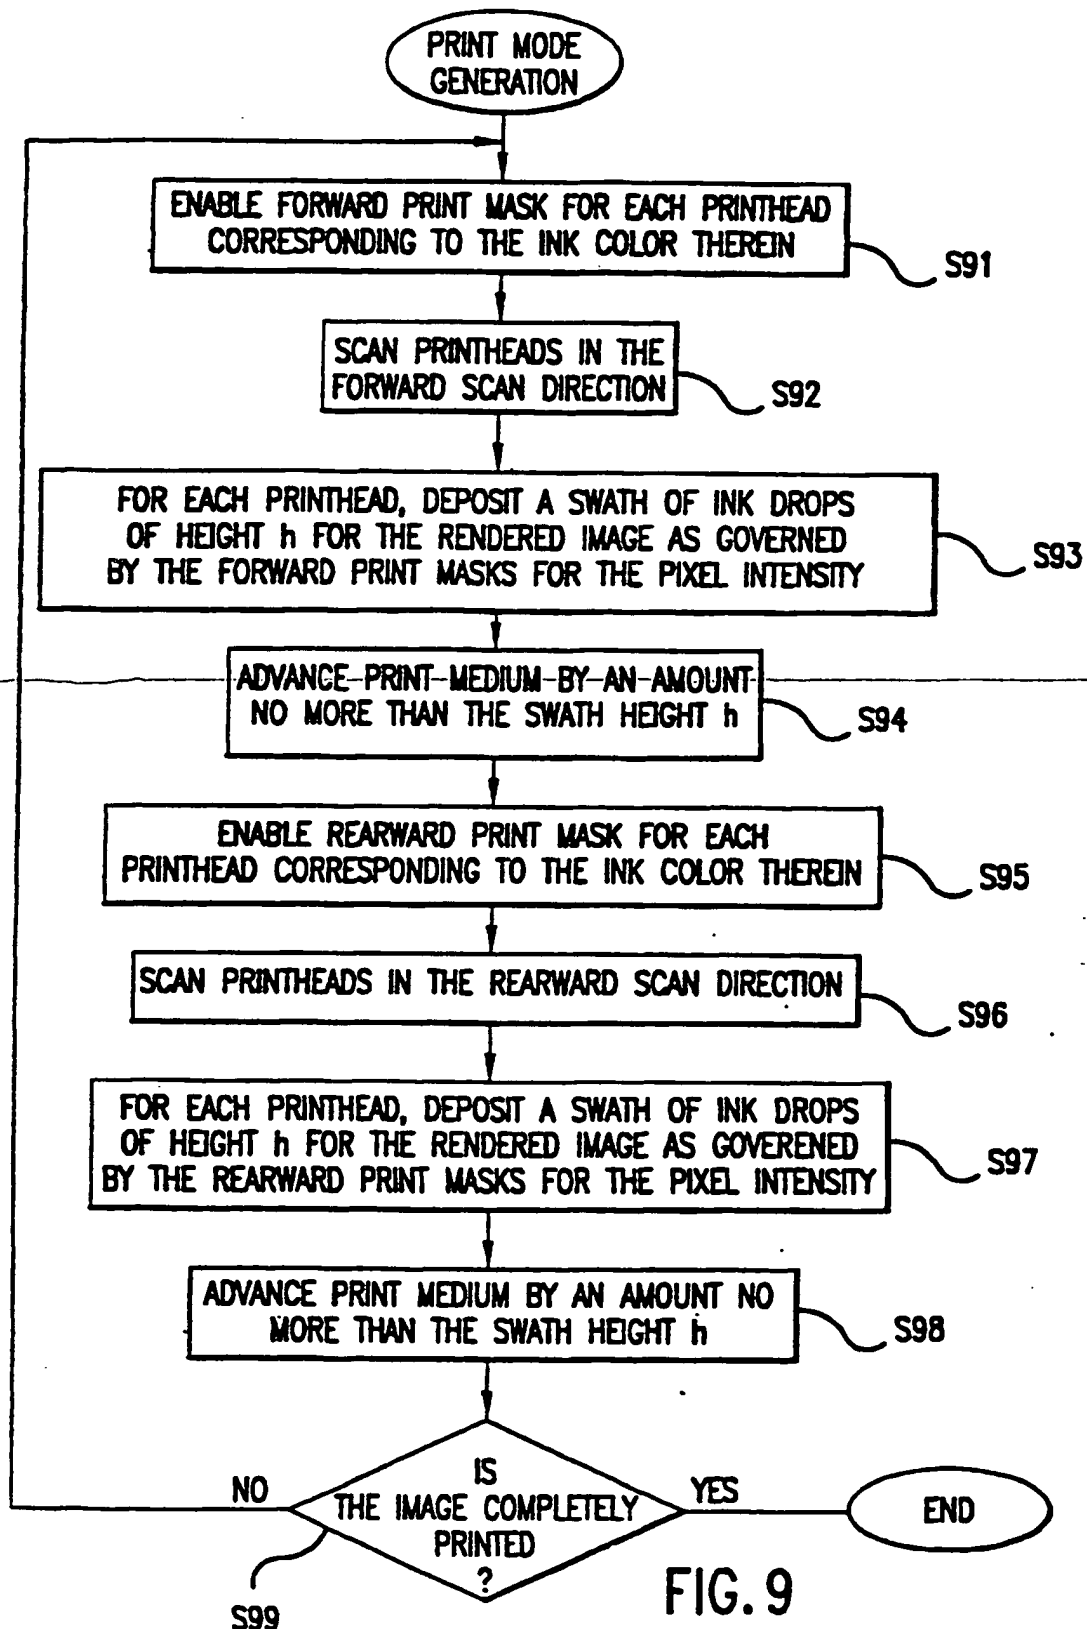 PRINT MODE
GENERATION
ENABLE FORWARD PRINT MASK FOR EACH PRINTHEAD
CORRESPONDING TO THE INK COLOR THEREIN
S91
SCAN PRINTHEADS IN THE
FORWARD SCAN DIRECTION
S92
FOR EACH PRINTHEAD, DEPOSIT A SWATH OF INK DROPS
OF HEIGHT h FOR THE RENDERED IMAGE AS GOVERNED
BY THE FORWARD PRINT MASKS FOR THE PIXEL INTENSITY
S93
ADVANCE PRINT MEDIUM BY AN AMOUNT
NO MORE THAN THE SWATH HEIGHT h
S94
ENABLE REARWARD PRINT MASK FOR EACH
PRINTHEAD CORRESPONDING TO THE INK COLOR THEREIN
S95
SCAN PRINTHEADS IN THE REARWARD SCAN DIRECTION
S96
FOR EACH PRINTHEAD, DEPOSIT A SWATH OF INK DROPS
OF HEIGHT h FOR THE RENDERED IMAGE AS GOVERENED
BY THE REARWARD PRINT MASKS FOR THE PIXEL INTENSITY
S97
ADVANCE PRINT MEDIUM BY AN AMOUNT NO
MORE THAN THE SWATH HEIGHT h
S98
IS
THE IMAGE COMPLETELY
PRINTED
?
NO
YES
END
S99
FIG. 9